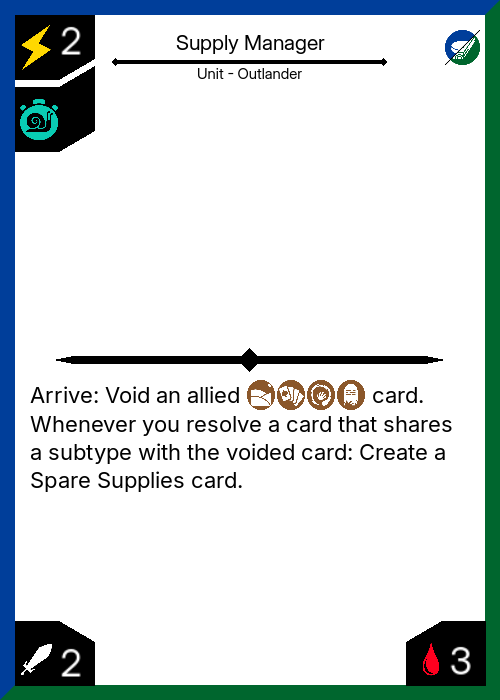 2
Supply Manager
Unit - Outlander
Arrive: Void an allied card.
Whenever you resolve a card that shares
a subtype with the voided card: Create a
Spare Supplies card.
2
3